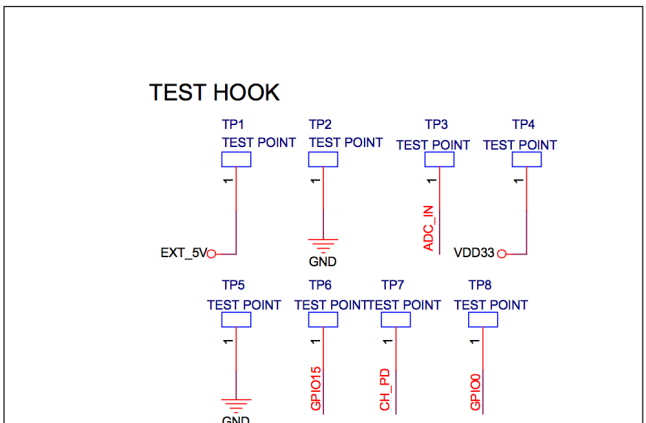 TEST HOOK
TP1 TP2 TP3 TP4
TEST POINT TEST POINT TEST POINT TEST POINT
1 1 1 1
ADC_IN
EXT_5V GND VDD33
TP5 TP6 TP7 TP8
TEST POINT TEST POINT TEST POINT TEST POINT
1 1 1 1
GPIO15 CH_PD GPIO0
GND